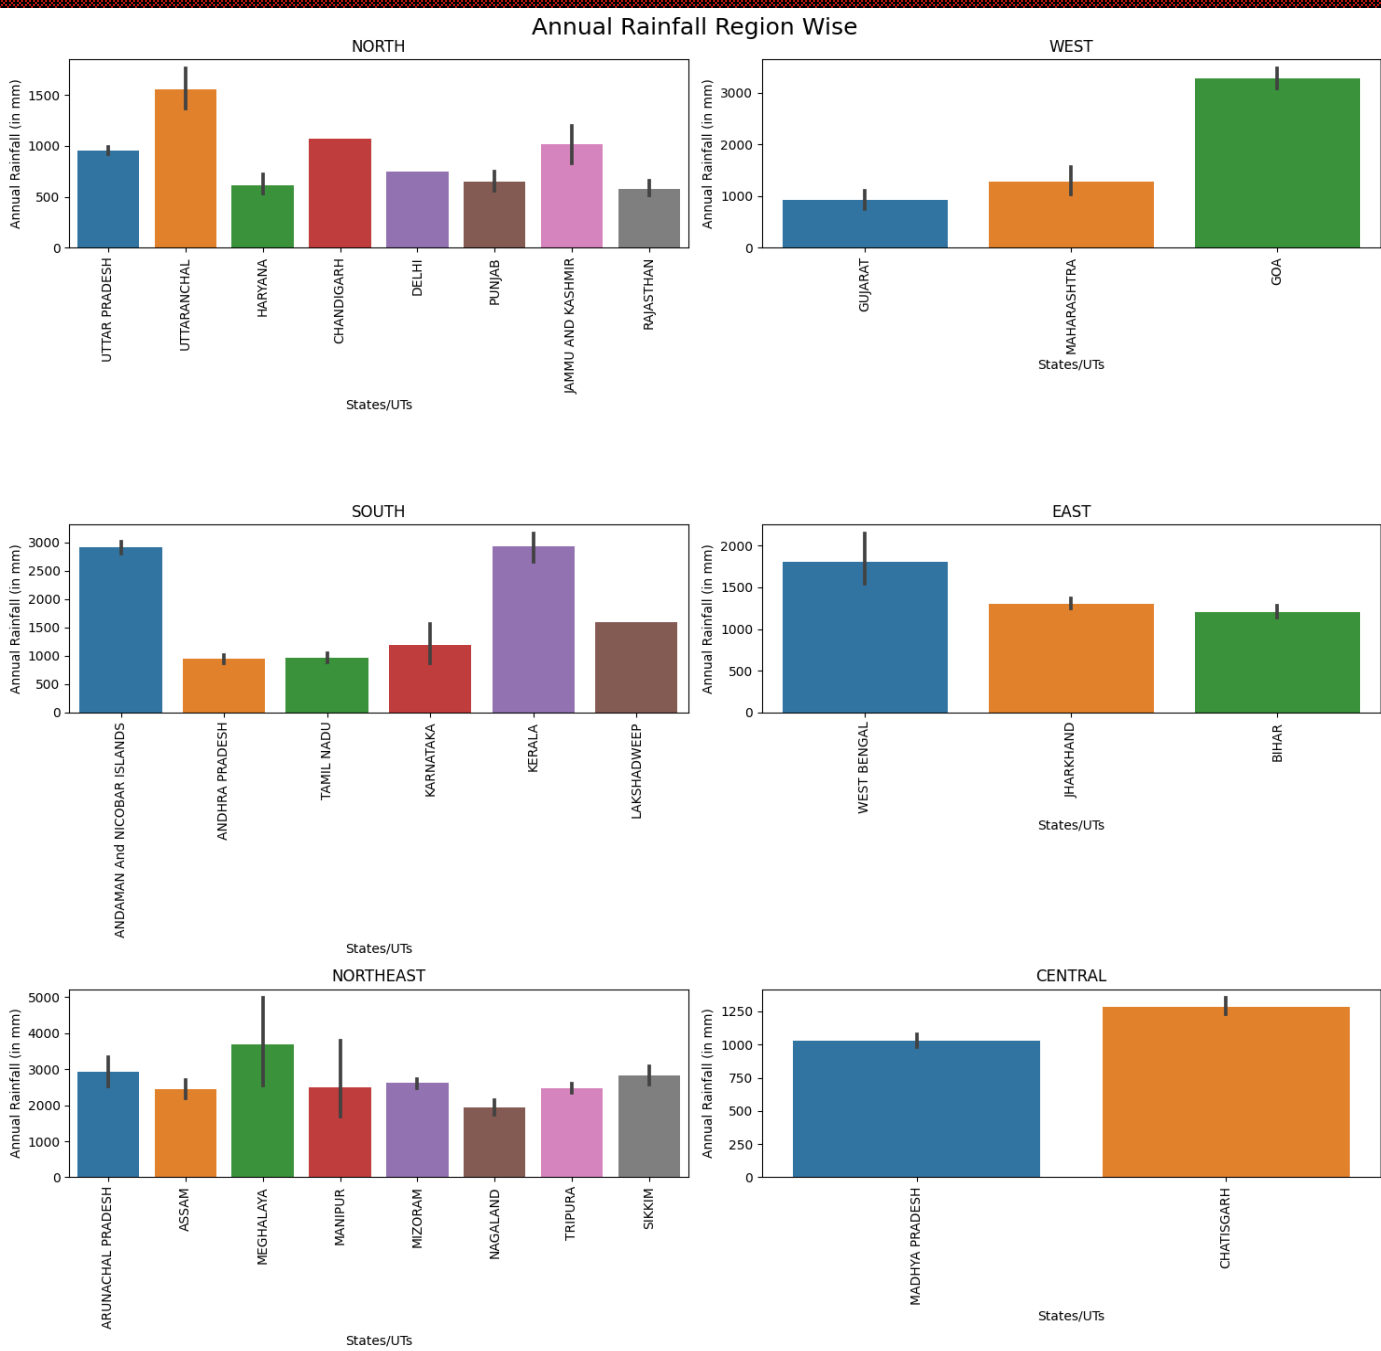 Annual Rainfall Region Wise
NORTH
Annual Rainfall (in mm)
1500
1000
500
0
UTTAR PRADESH
UTTARANCHAL
HARYANA
CHANDIGARH
DELHI
PUNJAB
JAMMU AND KASHMIR
RAJASTHAN
States/UTs
WEST
Annual Rainfall (in mm)
3000
2000
1000
0
GUJARAT
MAHARASHTRA
GOA
States/UTs
SOUTH
Annual Rainfall (in mm)
3000
2500
2000
1500
1000
500
0
ANDAMAN And NICOBAR ISLANDS
ANDHRA PRADESH
TAMIL NADU
KARNATAKA
KERALA
LAKSHADWEEP
States/UTs
EAST
Annual Rainfall (in mm)
2000
1500
1000
500
0
WEST BENGAL
JHARKHAND
BIHAR
States/UTs
NORTHEAST
Annual Rainfall (in mm)
5000
4000
3000
2000
1000
0
ARUNACHAL PRADESH
ASSAM
MEGHALAYA
MANIPUR
MIZORAM
NAGALAND
TRIPURA
SIKKIM
States/UTs
CENTRAL
Annual Rainfall (in mm)
1250
1000
750
500
250
0
MADHYA PRADESH
CHATISGARH
States/UTs